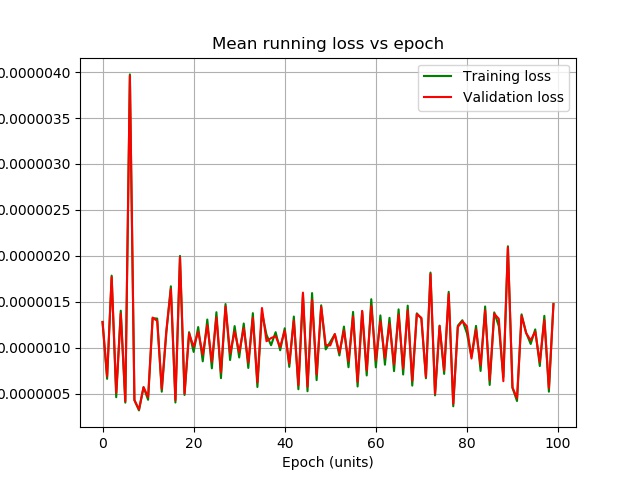 Mean running loss vs epoch
Training loss
Validation loss
0.0000040
0.0000035
0.0000030
0.0000025
0.0000020
0.0000015
0.0000010
0.0000005
0 20 40 60 80 100
Epoch (units)